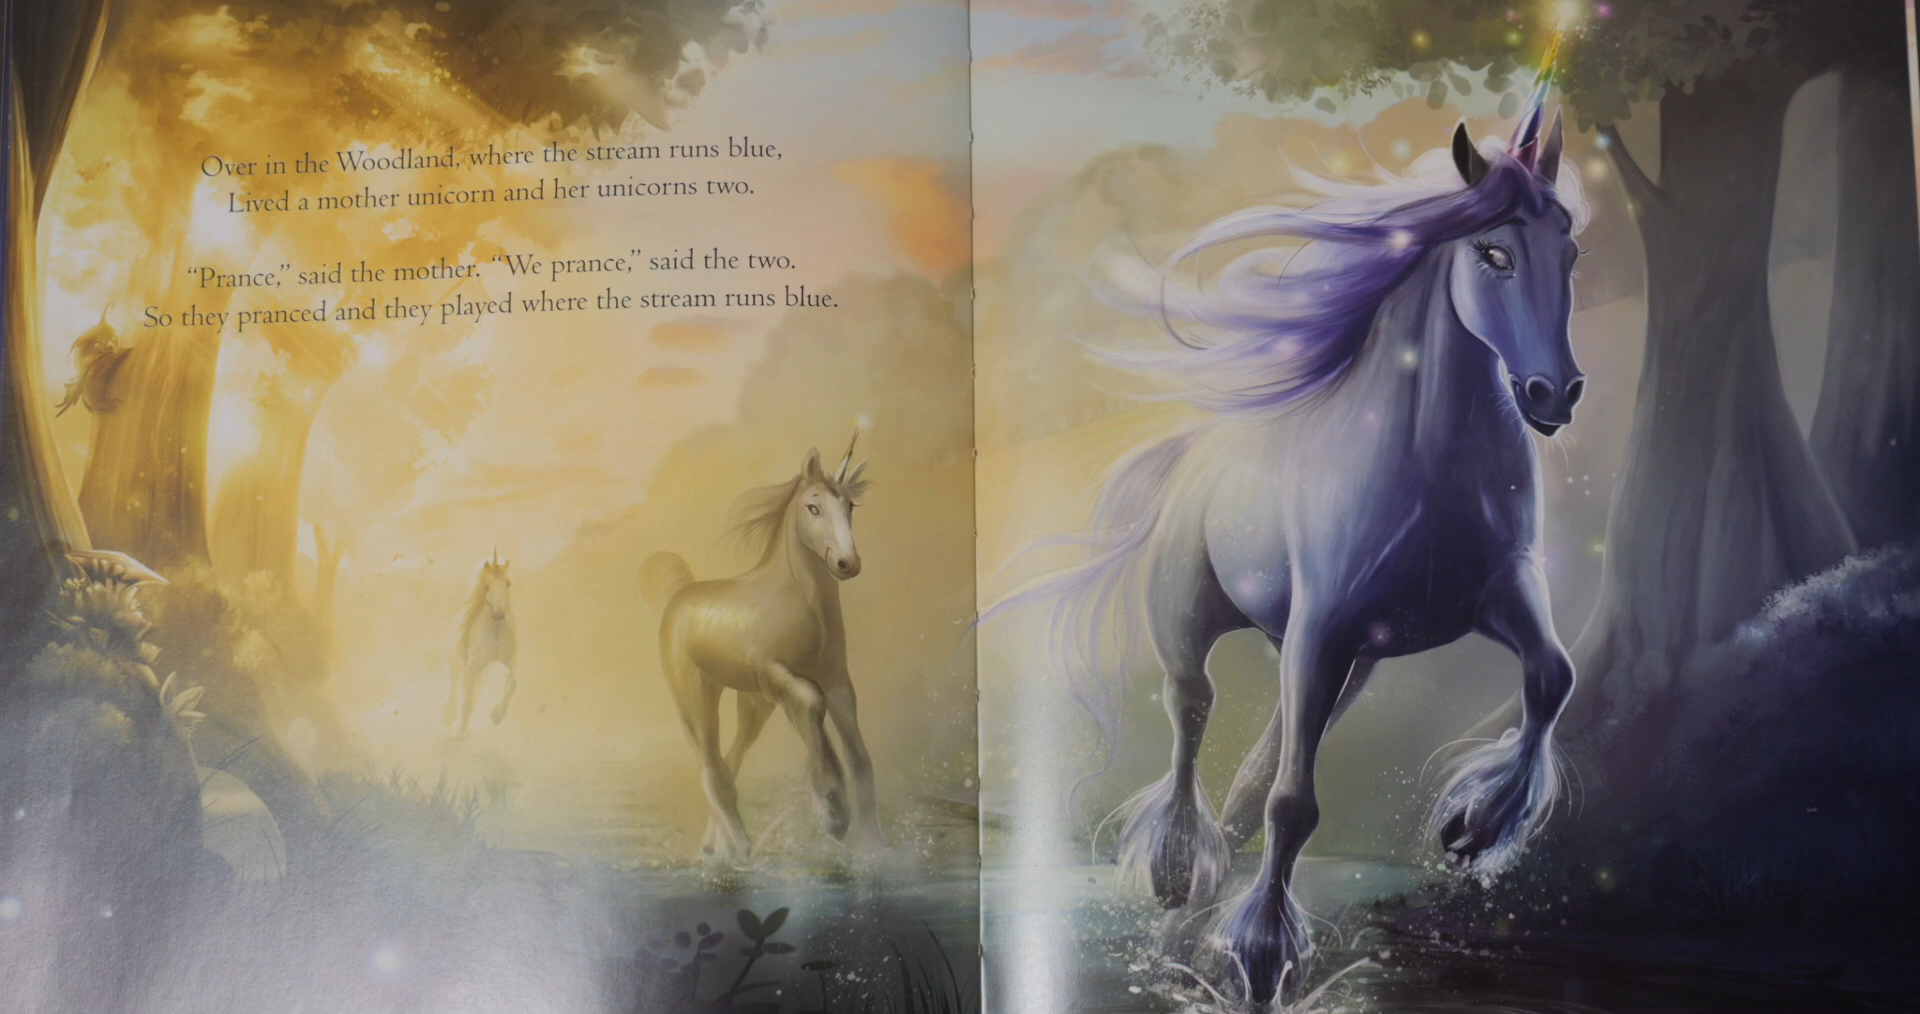 Over in the Woodland, where the stream runs blue,
Lived a mother unicorn and her unicorns two.
“Prance,” said the mother. “We prance,” said the two.
So they pranced and they played where the stream runs blue.